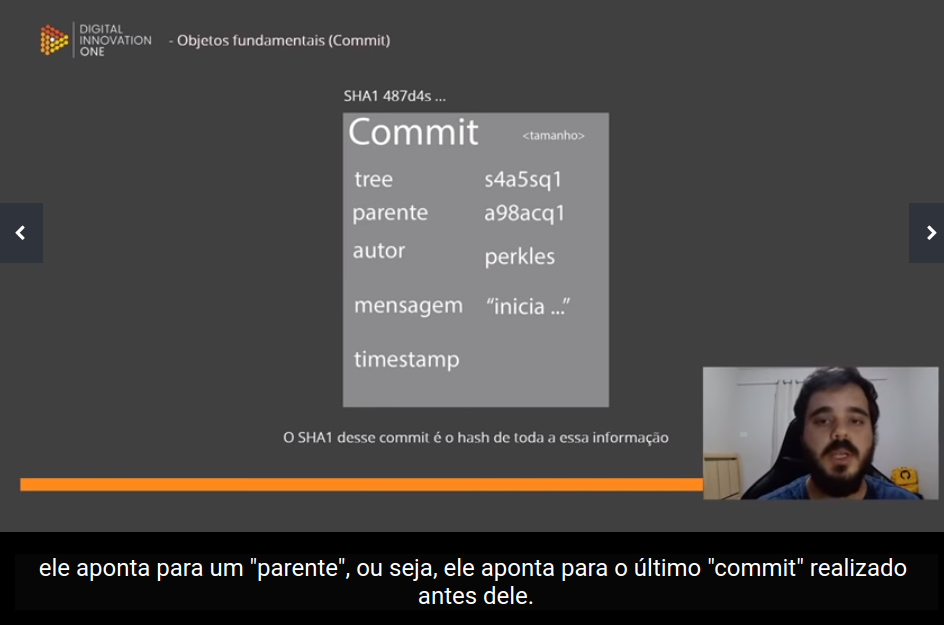 DIGITAL
INNOVATION
ONE
- Objetos fundamentais (Commit)
SHA1 487d4s ...
Commit <tamanho>
tree s4a5sq1
parente a98acq1
autor perkles
mensagem “inicia ...”
timestamp
O SHA1 desse commit é o hash de toda a essa informação
ele aponta para um "parente", ou seja, ele aponta para o último "commit" realizado
antes dele.